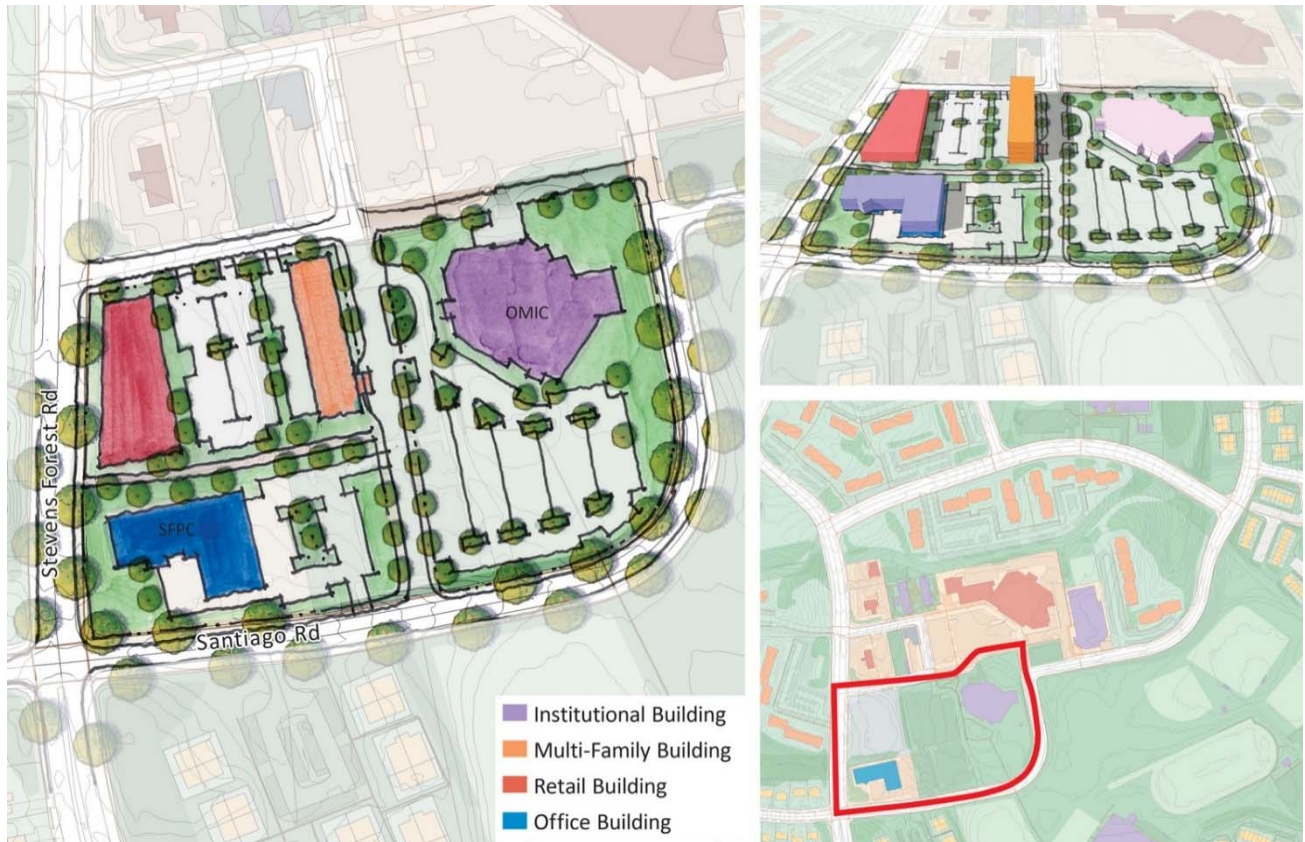 OMIC
Stevens Forest Rd
SFPC
Santiago Rd
Institutional Building
Multi-Family Building
Retail Building
Office Building